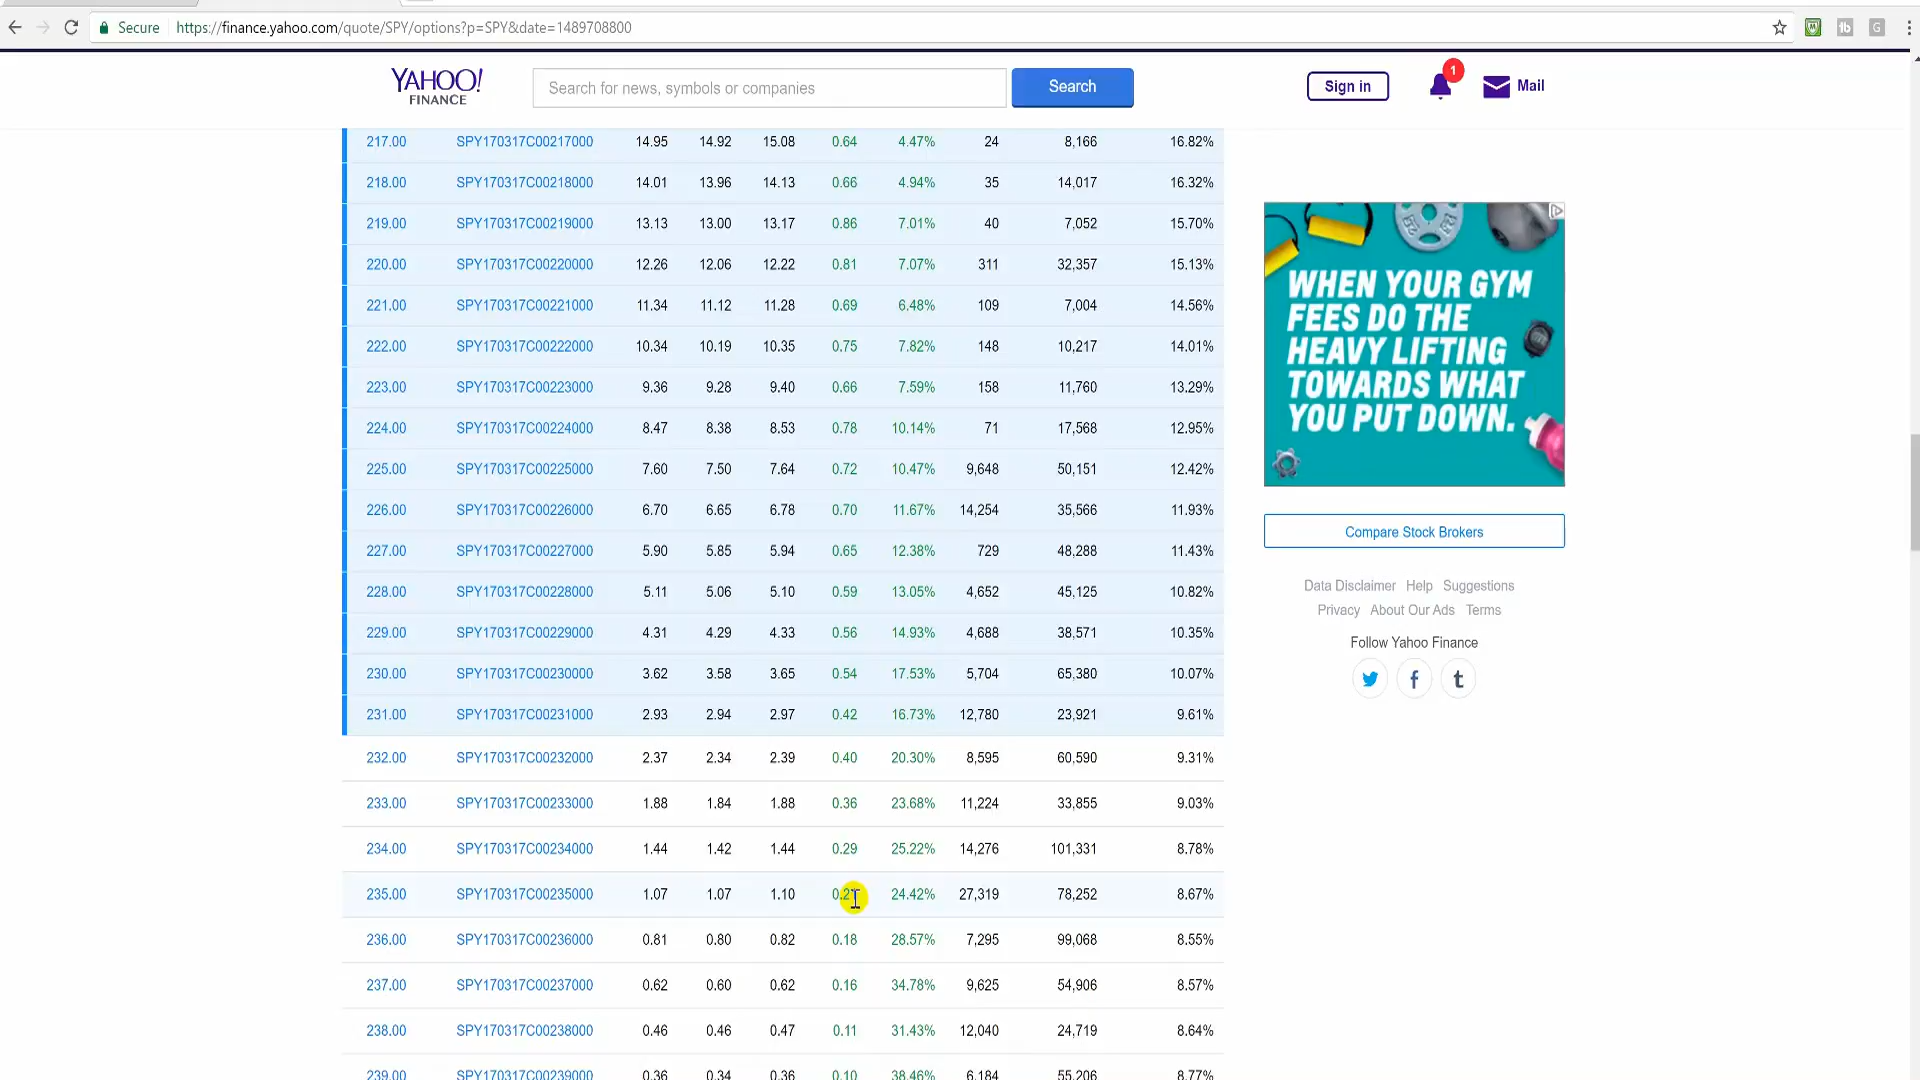 Secure https://finance.yahoo.com/quote/SPY/options?p=SPY&date=1489708800
YAHOO! FINANCE
Search for news, symbols or companies
Search
Sign in
1
Mail
217.00 SPY170317C00217000 14.95 14.92 15.08 0.64 4.47% 24 8,166 16.82%
218.00 SPY170317C00218000 14.01 13.96 14.13 0.66 4.94% 35 14,017 16.32%
219.00 SPY170317C00219000 13.13 13.00 13.17 0.86 7.01% 40 7,052 15.70%
220.00 SPY170317C00220000 12.26 12.06 12.22 0.81 7.07% 311 32,357 15.13%
221.00 SPY170317C00221000 11.34 11.12 11.28 0.69 6.48% 109 7,004 14.56%
222.00 SPY170317C00222000 10.34 10.19 10.35 0.75 7.82% 148 10,217 14.01%
223.00 SPY170317C00223000 9.36 9.28 9.40 0.66 7.59% 158 11,760 13.29%
224.00 SPY170317C00224000 8.47 8.38 8.53 0.78 10.14% 71 17,568 12.95%
225.00 SPY170317C00225000 7.60 7.50 7.64 0.72 10.47% 9,648 50,151 12.42%
226.00 SPY170317C00226000 6.70 6.65 6.78 0.70 11.67% 14,254 35,566 11.93%
227.00 SPY170317C00227000 5.90 5.85 5.94 0.65 12.38% 729 48,288 11.43%
228.00 SPY170317C00228000 5.11 5.06 5.10 0.59 13.05% 4,652 45,125 10.82%
229.00 SPY170317C00229000 4.31 4.29 4.33 0.56 14.93% 4,688 38,571 10.35%
230.00 SPY170317C00230000 3.62 3.58 3.65 0.54 17.53% 5,704 65,380 10.07%
231.00 SPY170317C00231000 2.93 2.94 2.97 0.42 16.73% 12,780 23,921 9.61%
232.00 SPY170317C00232000 2.37 2.34 2.39 0.40 20.30% 8,595 60,590 9.31%
233.00 SPY170317C00233000 1.88 1.84 1.88 0.36 23.68% 11,224 33,855 9.03%
234.00 SPY170317C00234000 1.44 1.42 1.44 0.29 25.22% 14,276 101,331 8.78%
235.00 SPY170317C00235000 1.07 1.07 1.10 24.42% 27,319 78,252 8.67%
236.00 SPY170317C00236000 0.81 0.80 0.82 0.18 28.57% 7,295 99,068 8.55%
237.00 SPY170317C00237000 0.62 0.60 0.62 0.16 34.78% 9,625 54,906 8.57%
238.00 SPY170317C00238000 0.46 0.46 0.47 0.11 31.43% 12,040 24,719 8.64%
239.00 SPY170317C00239000 0.36 0.34 0.36 0.10 38.46% 6,184 55,206 8.77%
WHEN YOUR GYM
FEES DO THE
HEAVY LIFTING
TOWARDS WHAT
YOU PUT DOWN.
Compare Stock Brokers
Data Disclaimer Help Suggestions
Privacy About Our Ads Terms
Follow Yahoo Finance